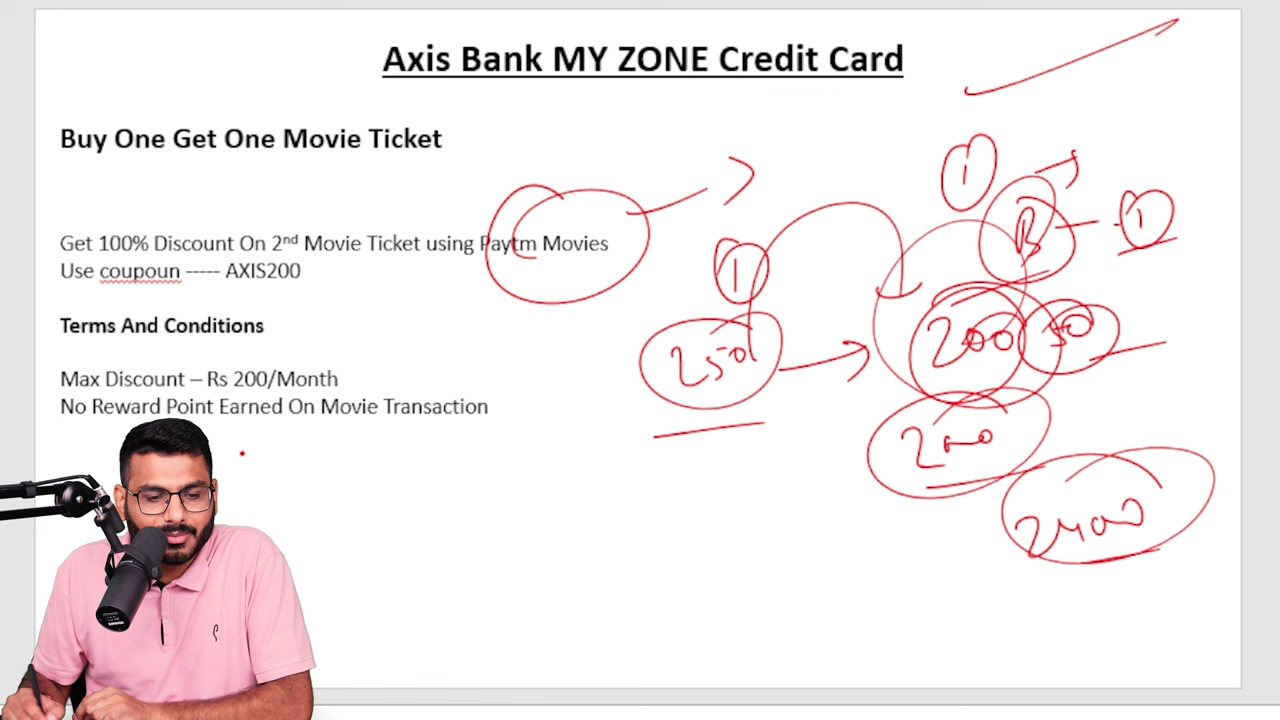 Axis Bank MY ZONE Credit Card
Buy One Get One Movie Ticket
Get 100% Discount On 2nd Movie Ticket using Paytm Movies
Use coupoun ----- AXIS200
Terms And Conditions
Max Discount – Rs 200/Month
No Reward Point Earned On Movie Transaction
1
B 1
1
250 200 50
200
2400